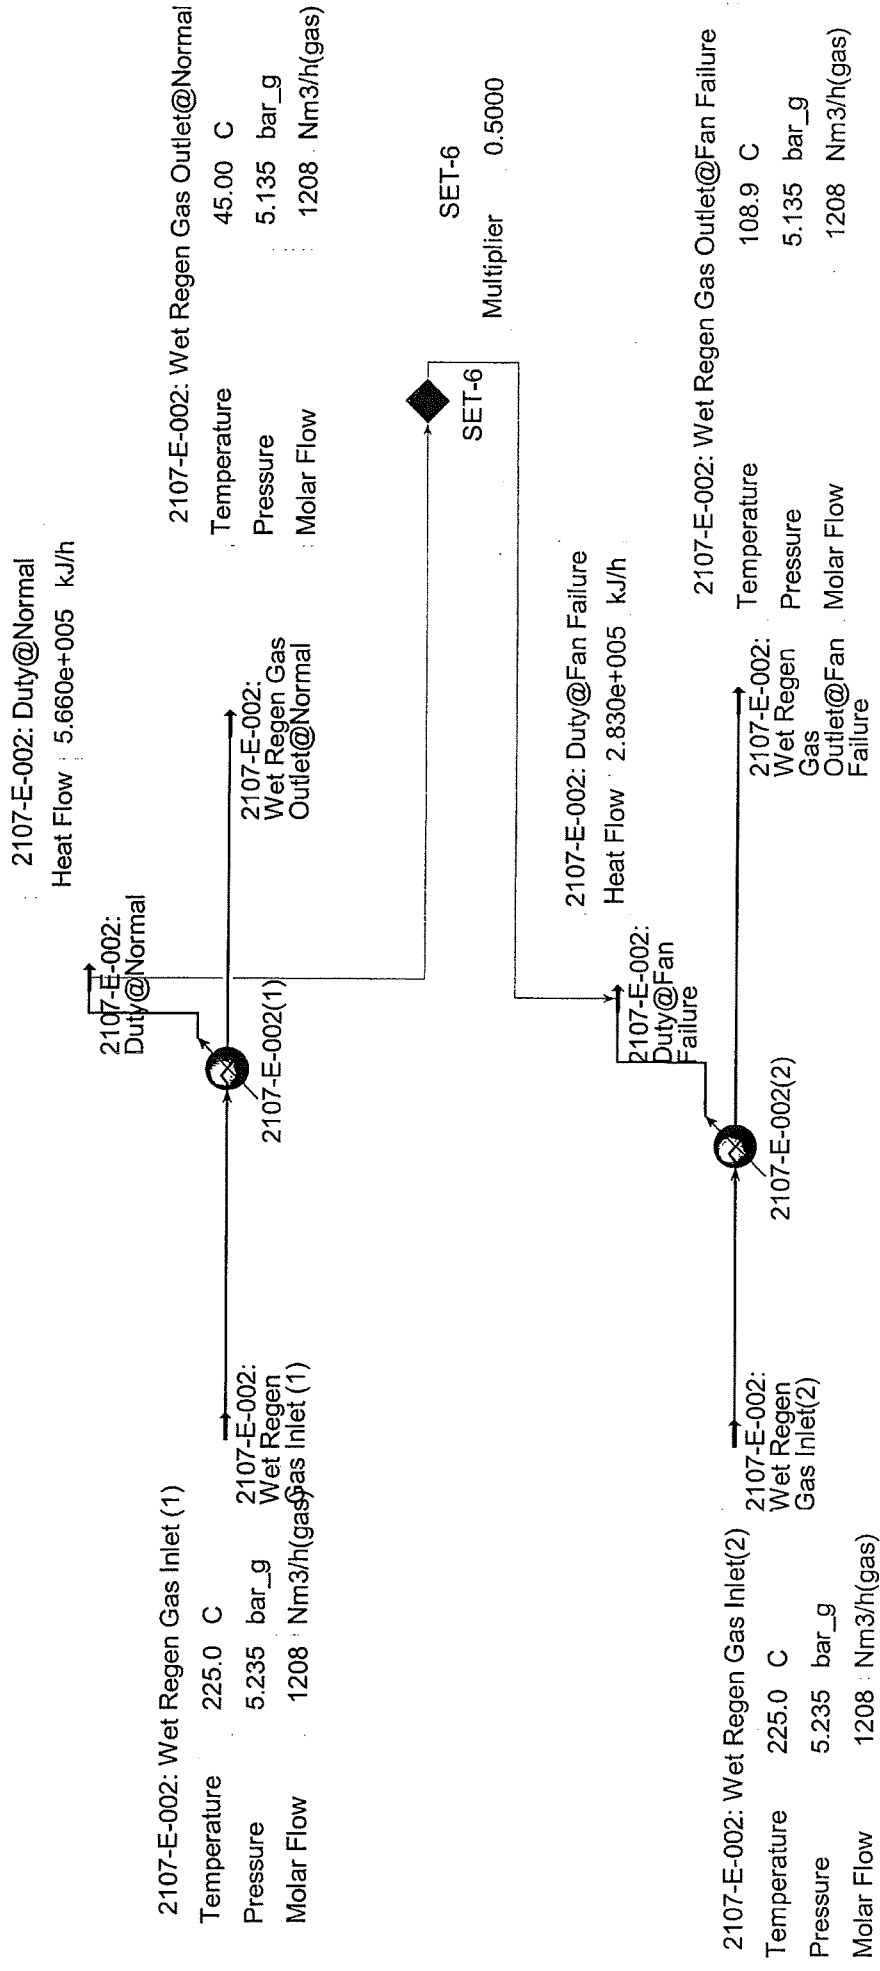 2107-E-002: Duty@Normal
Heat Flow 5.660e+005 kJ/h
2107-E-002:
Duty@Normal
2107-E-002: Wet Regen Gas Inlet (1)
Temperature 225.0 C
Pressure 5.235 bar_g
Molar Flow 1208 Nm3/h(gas)
2107-E-002:
Wet Regen
Gas Inlet (1)
2107-E-002(1)
2107-E-002:
Wet Regen Gas
Outlet@Normal
2107-E-002: Wet Regen Gas Outlet@Normal
Temperature 45.00 C
Pressure 5.135 bar_g
Molar Flow 1208 Nm3/h(gas)
SET-6
SET-6
Multiplier 0.5000
2107-E-002: Duty@Fan Failure
Heat Flow 2.830e+005 kJ/h
2107-E-002:
Duty@Fan
Failure
2107-E-002: Wet Regen Gas Inlet(2)
Temperature 225.0 C
Pressure 5.235 bar_g
Molar Flow 1208 Nm3/h(gas)
2107-E-002:
Wet Regen
Gas Inlet(2)
2107-E-002(2)
2107-E-002:
Wet Regen
Gas
Outlet@Fan
Failure
2107-E-002: Wet Regen Gas Outlet@Fan Failure
Temperature 108.9 C
Pressure 5.135 bar_g
Molar Flow 1208 Nm3/h(gas)